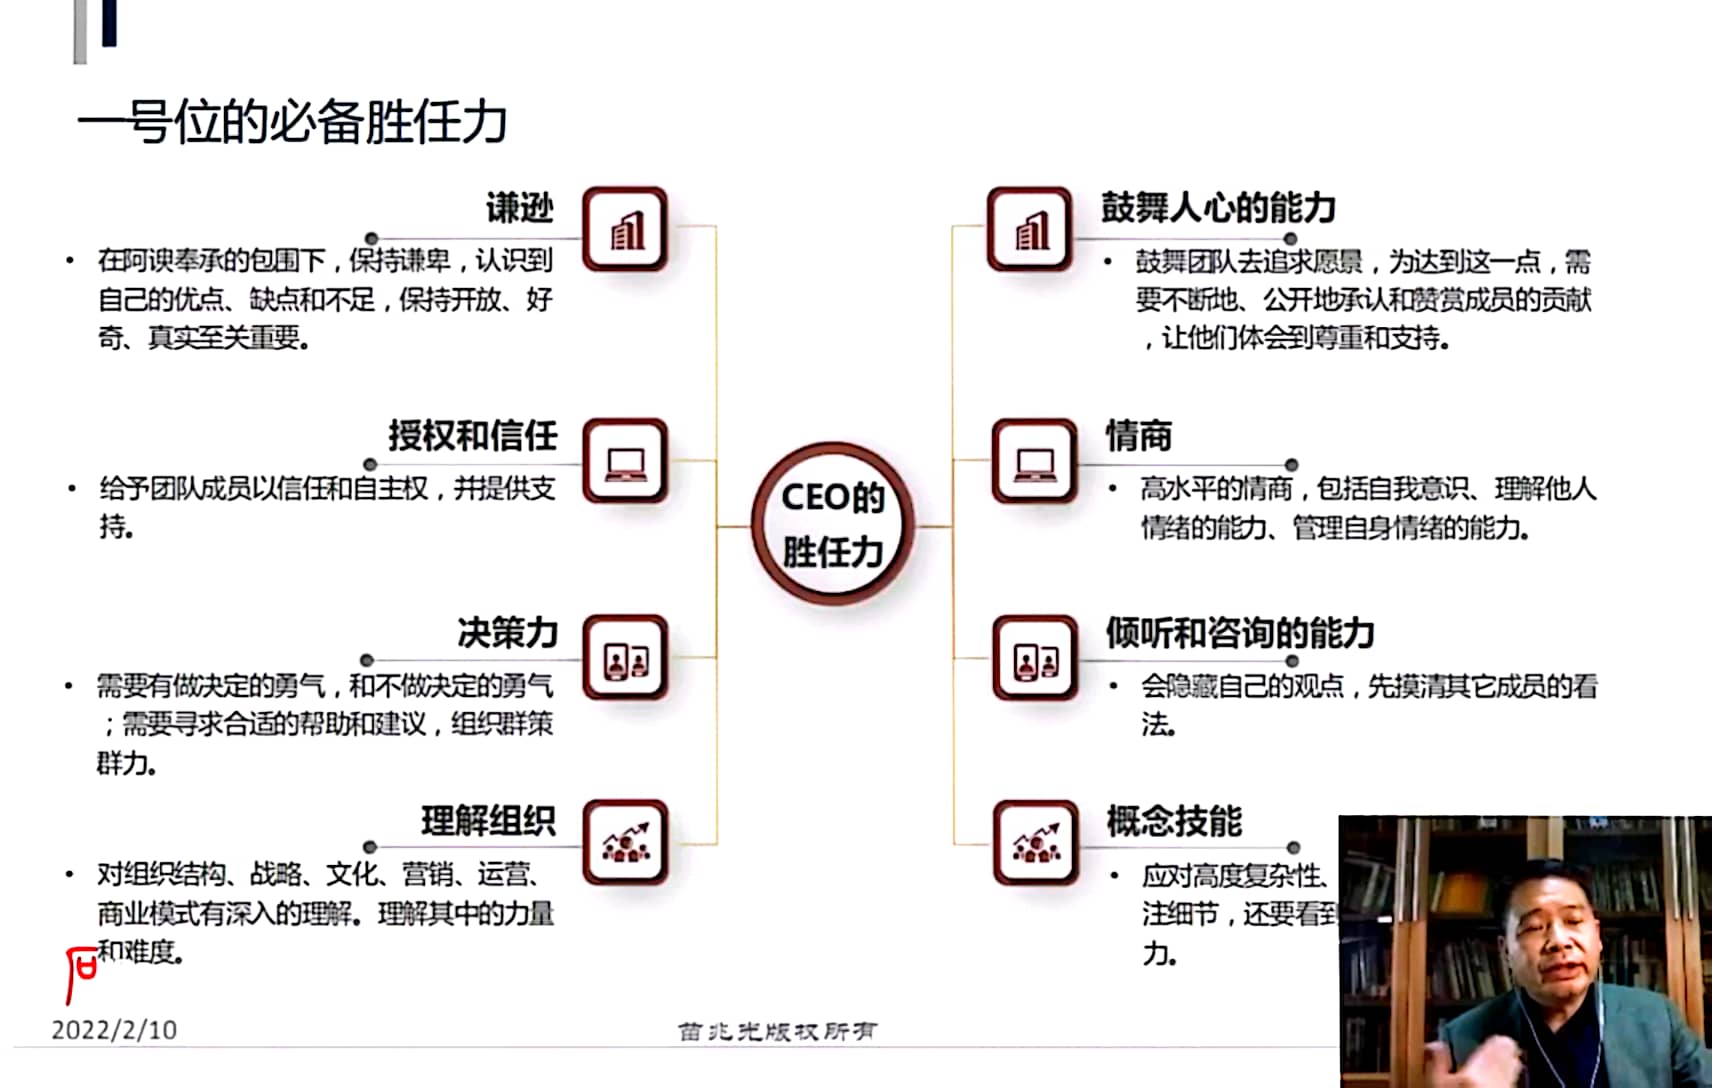 一号位的必备胜任力
谦逊
• 在阿谀奉承的包围下，保持谦卑，认识到
自己的优点、缺点和不足，保持开放、好
奇、真实至关重要。
授权和信任
• 给予团队成员以信任和自主权，并提供支
持。
决策力
• 需要有做决定的勇气，和不做决定的勇气
；需要寻求合适的帮助和建议，组织群策
群力。
理解组织
• 对组织结构、战略、文化、营销、运营、
商业模式有深入的理解。理解其中的力量
和难度。
CEO的
胜任力
鼓舞人心的能力
• 鼓舞团队去追求愿景，为达到这一点，需
要不断地、公开地承认和赞赏成员的贡献
，让他们体会到尊重和支持。
情商
• 高水平的情商，包括自我意识、理解他人
情绪的能力、管理自身情绪的能力。
倾听和咨询的能力
• 会隐藏自己的观点，先摸清其它成员的看
法。
概念技能
• 应对高度复杂性、
注细节，还要看到
力。
2022/2/10
苗兆光版权所有